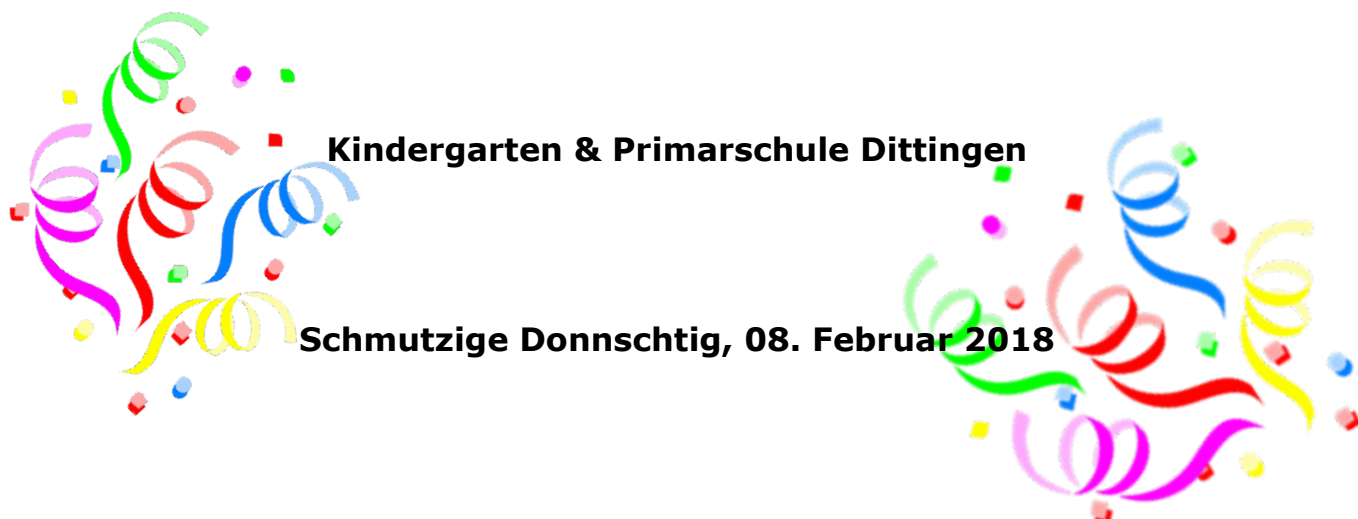 Kindergarten & Primarschule Dittingen
Schmutzige Donnschtig, 08. Februar 2018